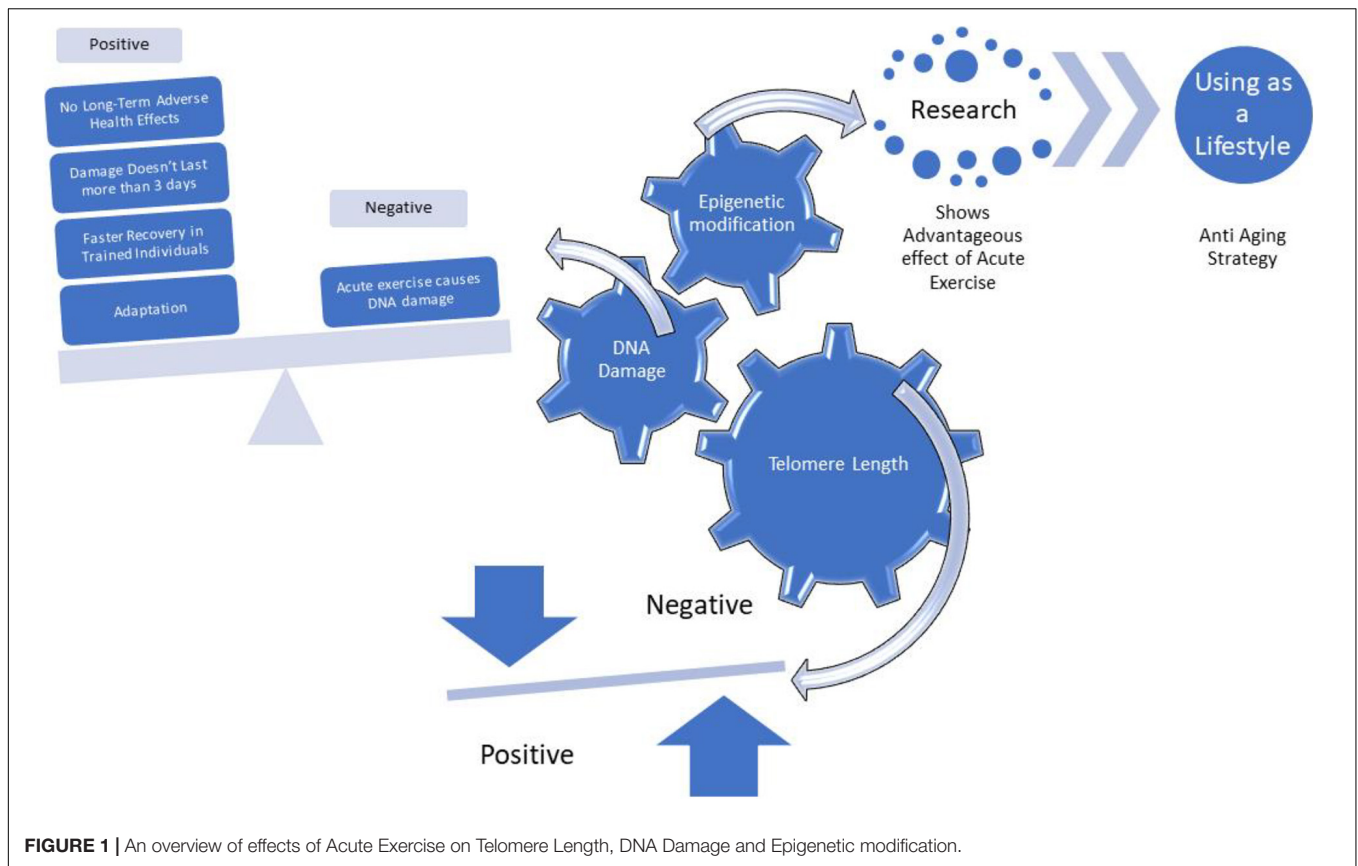 Positive
No Long-Term Adverse
Health Effects
Damage Doesn't Last
more than 3 days
Faster Recovery in
Trained Individuals
Adaptation
Negative
Acute exercise causes
DNA damage
Epigenetic
modification
DNA
Damage
Telomere Length
Research
Shows
Advantageous
effect of Acute
Exercise
Using as
a
Lifestyle
Anti Aging
Strategy
Negative
Positive
FIGURE 1 | An overview of effects of Acute Exercise on Telomere Length, DNA Damage and Epigenetic modification.